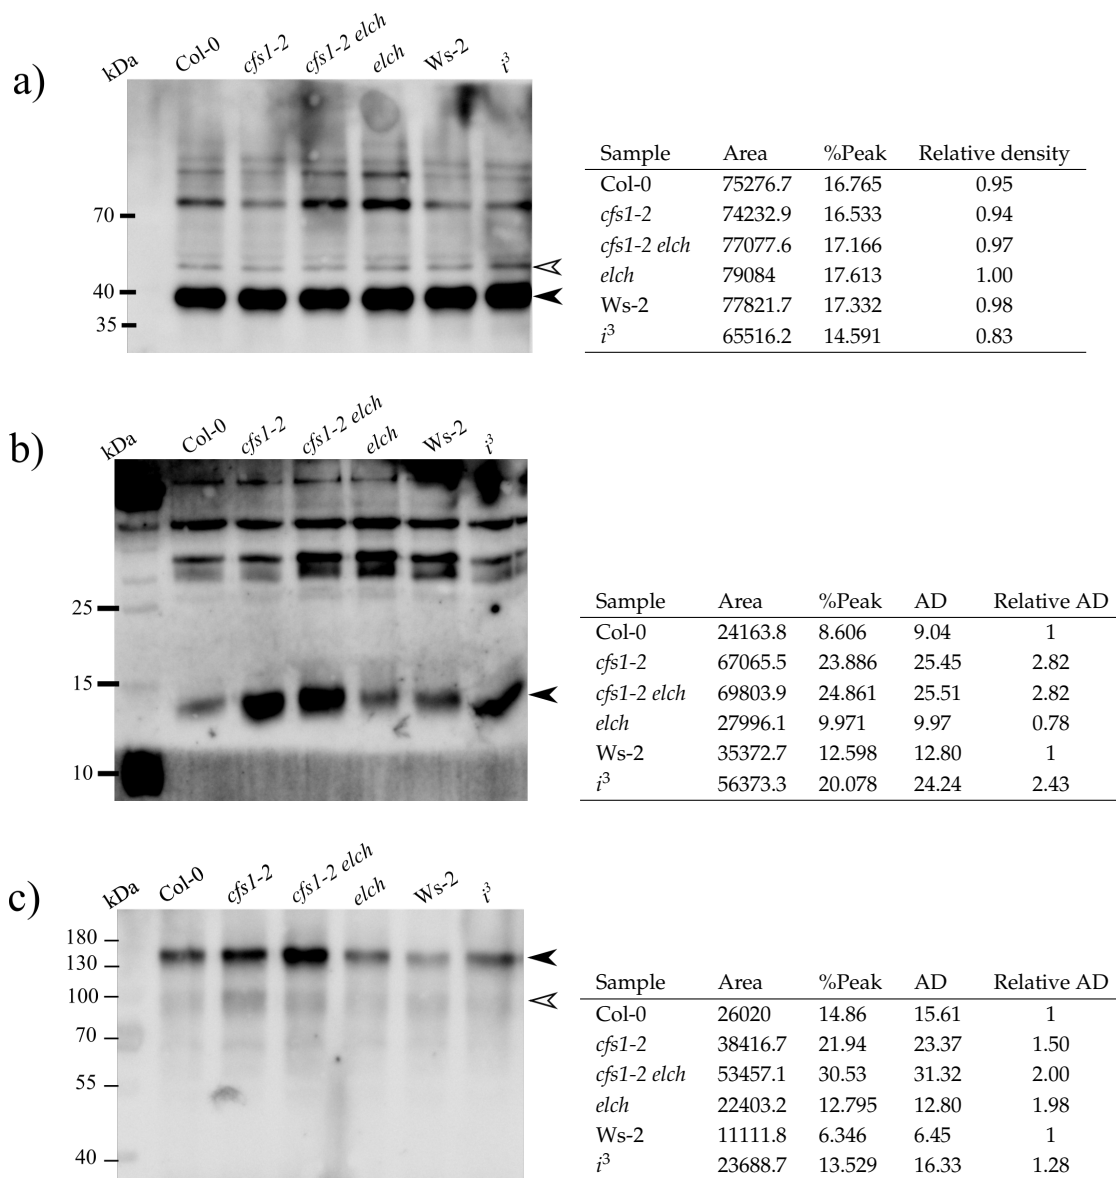 a)
kDa Col-0 cfs1-2 cfs1-2 elch elch Ws-2 i³
70
40
35
Sample Area %Peak Relative density
Col-0 75276.7 16.765 0.95
cfs1-2 74232.9 16.533 0.94
cfs1-2 elch 77077.6 17.166 0.97
elch 79084 17.613 1.00
Ws-2 77821.7 17.332 0.98
i³ 65516.2 14.591 0.83
b)
kDa Col-0 cfs1-2 cfs1-2 elch elch Ws-2 i³
25
15
10
Sample Area %Peak AD Relative AD
Col-0 24163.8 8.606 9.04 1
cfs1-2 67065.5 23.886 25.45 2.82
cfs1-2 elch 69803.9 24.861 25.51 2.82
elch 27996.1 9.971 9.97 0.78
Ws-2 35372.7 12.598 12.80 1
i³ 56373.3 20.078 24.24 2.43
c)
kDa Col-0 cfs1-2 cfs1-2 elch elch Ws-2 i³
180
130
100
70
55
40
Sample Area %Peak AD Relative AD
Col-0 26020 14.86 15.61 1
cfs1-2 38416.7 21.94 23.37 1.50
cfs1-2 elch 53457.1 30.53 31.32 2.00
elch 22403.2 12.795 12.80 1.98
Ws-2 11111.8 6.346 6.45 1
i³ 23688.7 13.529 16.33 1.28